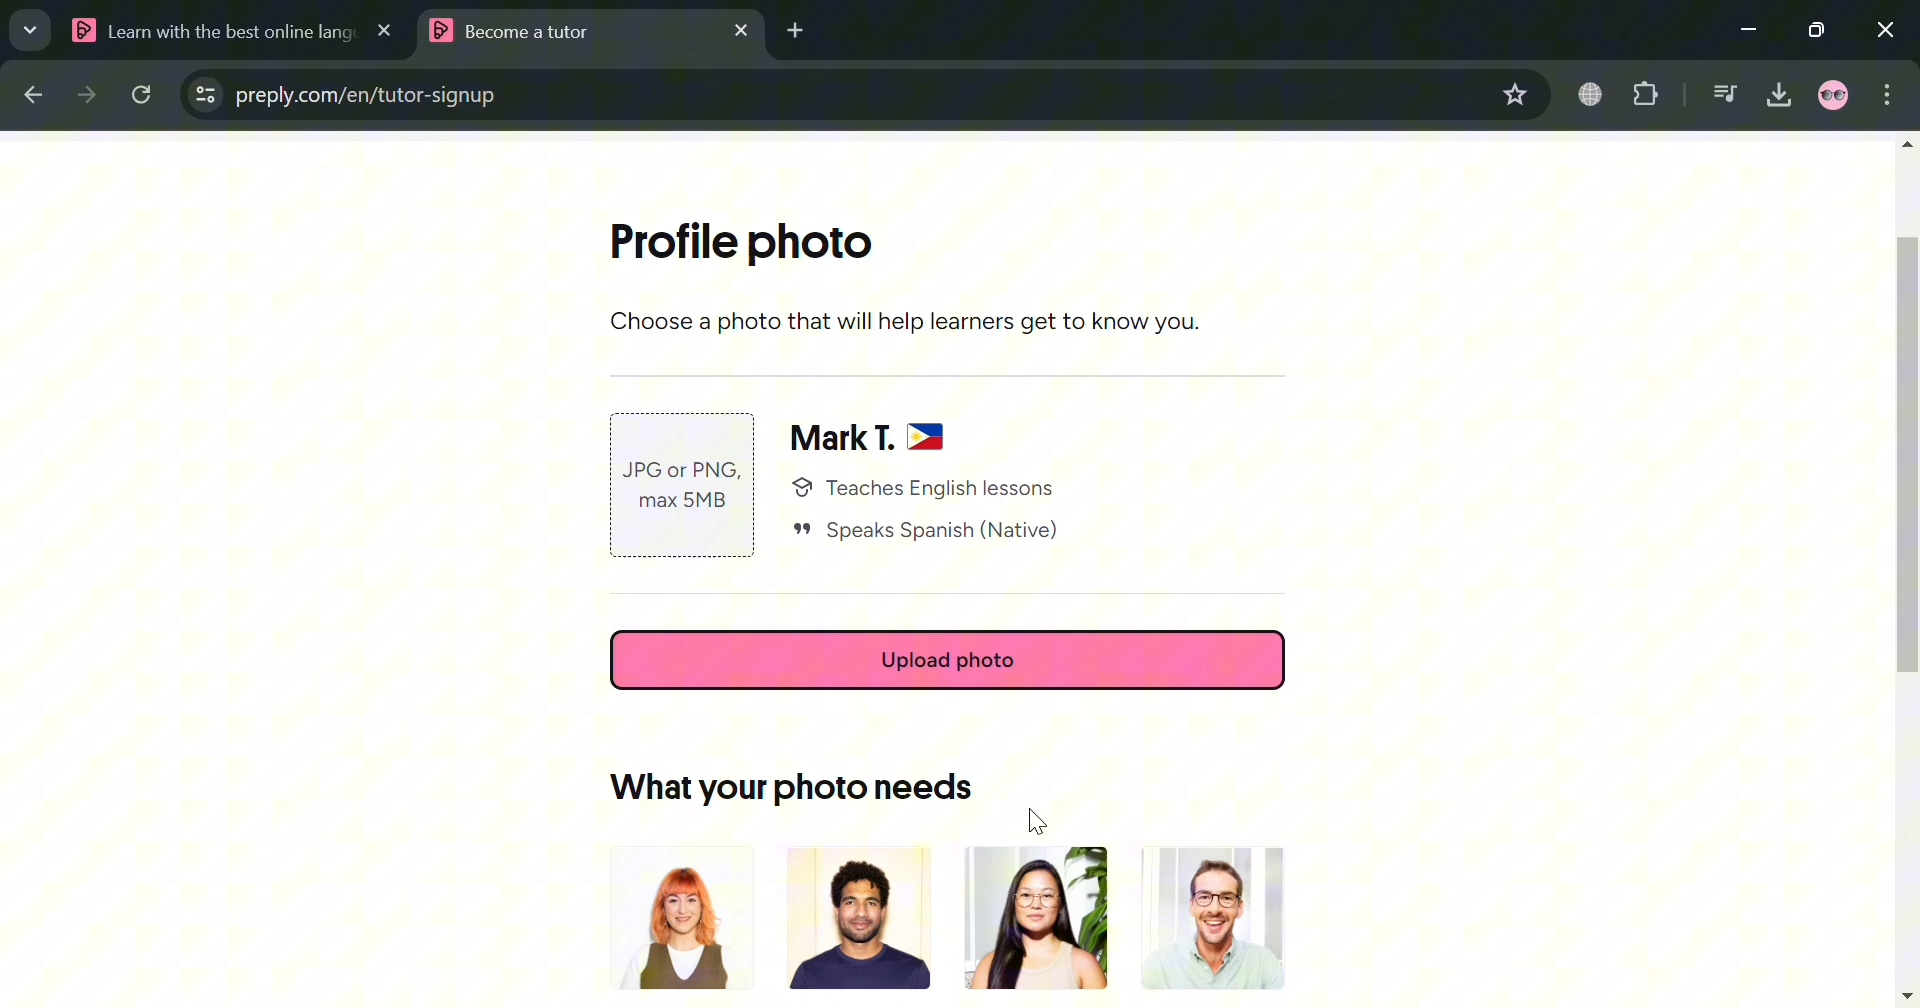 Learn with the best online langu
Become a tutor
preply.com/en/tutor-signup
Profile photo
Choose a photo that will help learners get to know you.
JPG or PNG,
max 5MB
Mark T.
Teaches English lessons
Speaks Spanish (Native)
Upload photo
What your photo needs